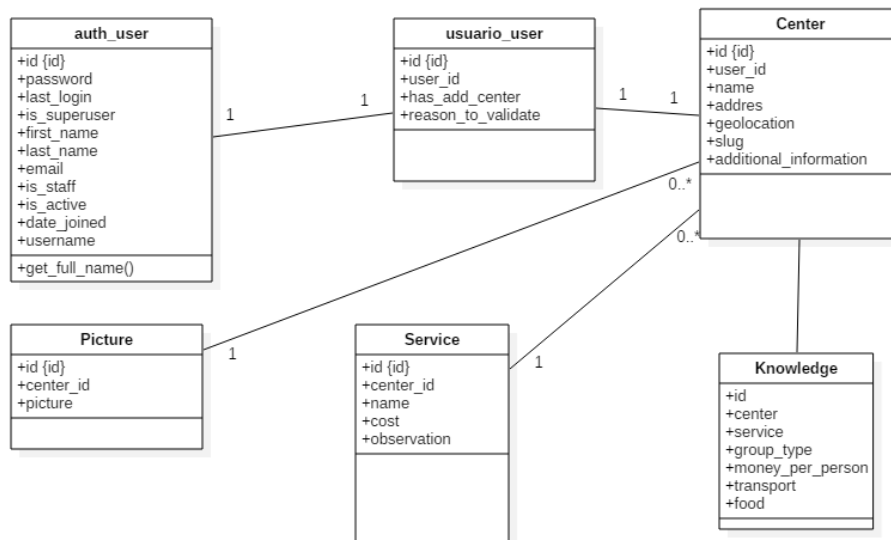 auth_user
+id {id}
+password
+last_login
+is_superuser
+first_name
+last_name
+email
+is_staff
+is_active
+date_joined
+username
+get_full_name()
1
1
usuario_user
+id {id}
+user_id
+has_add_center
+reason_to_validate
1
1
Center
+id {id}
+user_id
+name
+addres
+geolocation
+slug
+additional_information
0..*
0..*
Picture
+id {id}
+center_id
+picture
1
Service
+id {id}
+center_id
+name
+cost
+observation
1
Knowledge
+id
+center
+service
+group_type
+money_per_person
+transport
+food